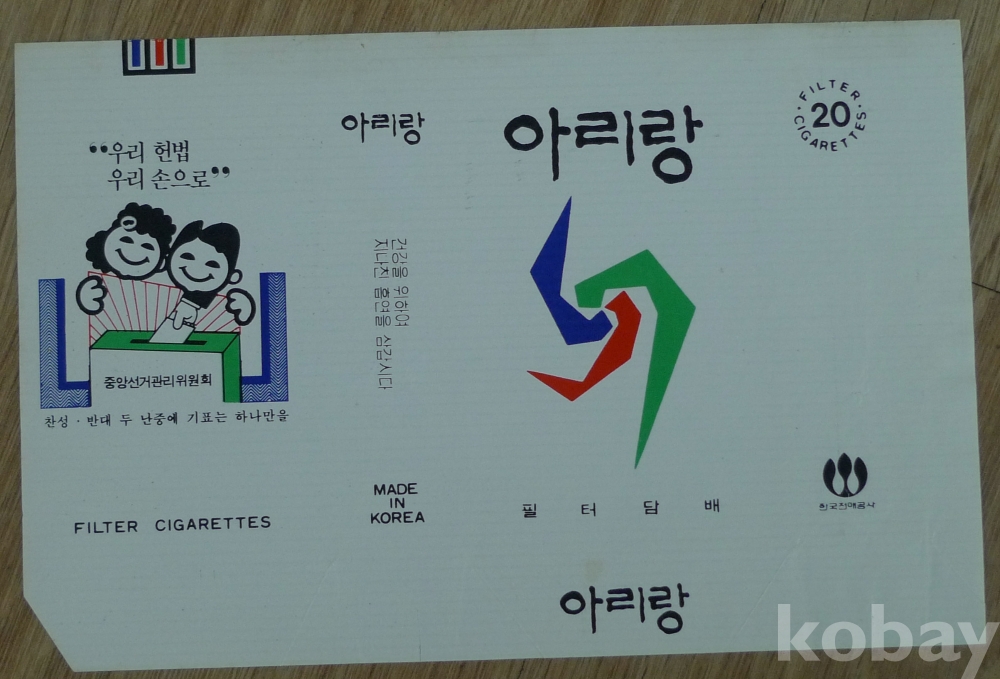 “우리 헌법
우리 손으로”
중앙선거관리위원회
찬성 · 반대 두 난중에 기표는 하나만을
FILTER CIGARETTES
아리랑
건강을 위하여
지나친 흡연을 삼갑시다
MADE
IN
KOREA
아리랑
필터담배
아리랑
FILTER
20
CIGARETTES
한국전매공사
kobay